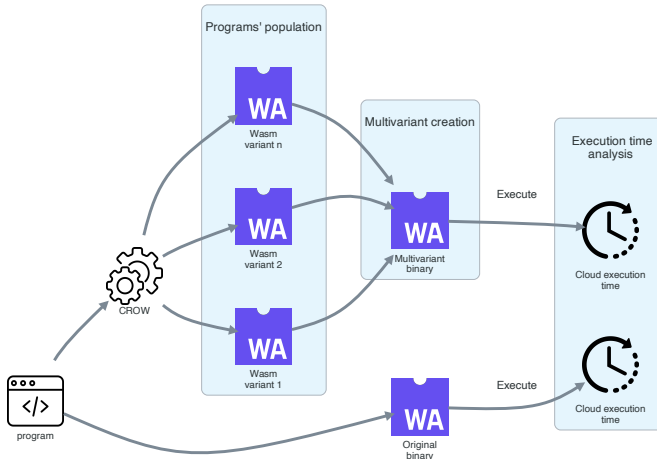 Programs' population
WA
Wasm
variant n
Multivariant creation
Execution time
analysis
WA
Wasm
variant 2
WA
Multivariant
binary
Execute
Cloud execution
time
CROW
WA
Wasm
variant 1
</>
program
WA
Original
binary
Execute
Cloud execution
time